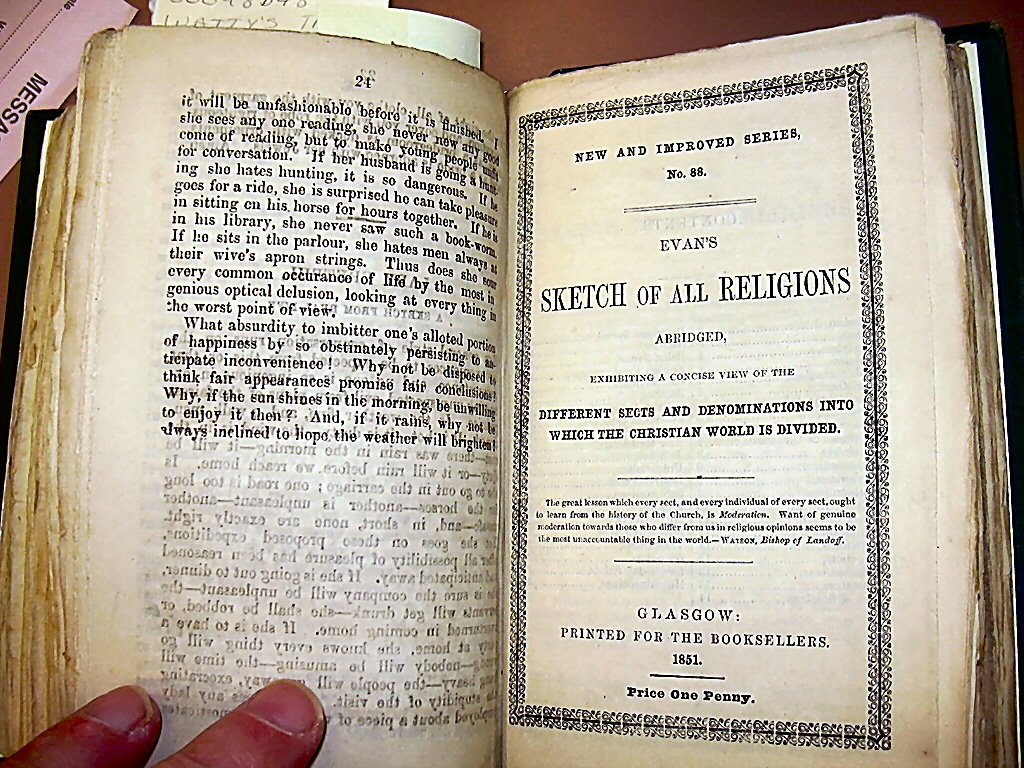 WATTY'S
MESSA
24
it will be unfashionable before it is finished. I
she sees any one reading, she never new any good
come of reading, but to make young people unfit
for conversation. If her husband is going a hunt-
ing she hates hunting, it is so dangerous. If he
goes for a ride, she is surprised he can take pleasure
in sitting on his horse for hours together. If he is
in his library, she never saw such a book-worm.
If he sits in the parlour, she hates men always at
their wive's apron strings. Thus does she sour
every common occurance of life by the most in
genious optical delusion, looking at every thing in
the worst point of view.
What absurdity to imbitter one's alloted portion
of happiness by so obstinately persisting to an-
ticipate inconvenience! Why not be disposed to
think fair appearances promise fair conclusions?
Why, if the sun shines in the morning, be unwilling
to enjoy it then? And, if it rains, why not be
always inclined to hope the weather will brighten?
NEW AND IMPROVED SERIES,
No. 88.
EVAN'S
SKETCH OF ALL RELIGIONS
ABRIDGED,
EXHIBITING A CONCISE VIEW OF THE
DIFFERENT SECTS AND DENOMINATIONS INTO
WHICH THE CHRISTIAN WORLD IS DIVIDED.
The great lesson which every sect, and every individual of every sect, ought
to learn from the history of the Church, is Moderation. Want of genuine
moderation towards those who differ from us in religious opinions seems to be
the most unaccountable thing in the world.—WATSON, Bishop of Landaff.
GLASGOW:
PRINTED FOR THE BOOKSELLERS.
1851.
Price One Penny.